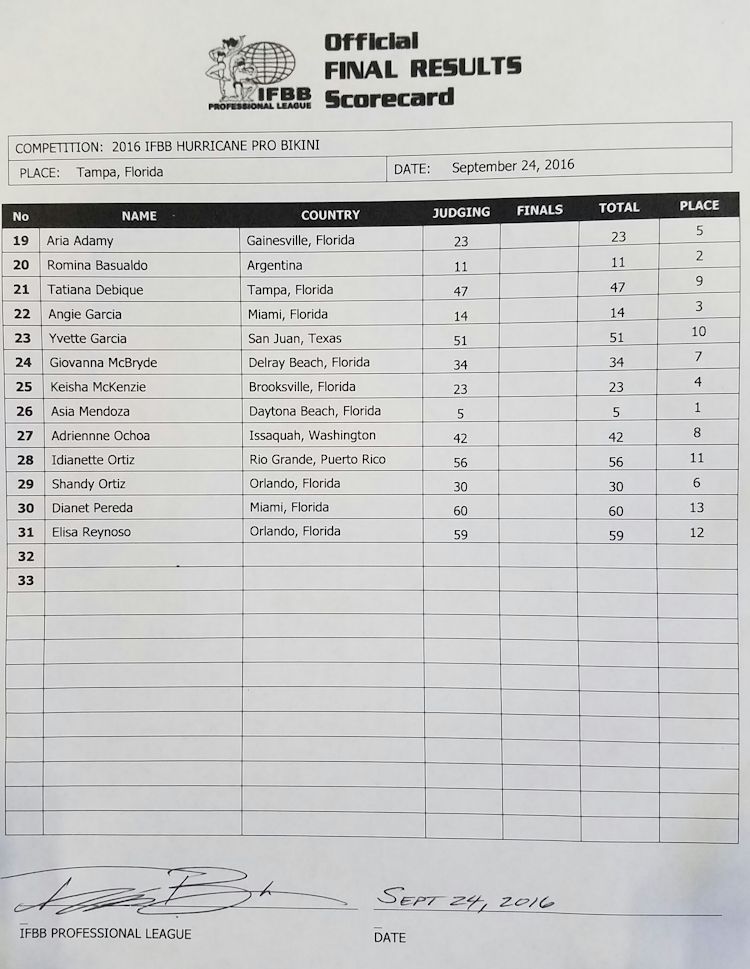 Official
FINAL RESULTS
Scorecard
IFBB
PROFESSIONAL LEAGUE
COMPETITION: 2016 IFBB HURRICANE PRO BIKINI
PLACE: Tampa, Florida DATE: September 24, 2016
No NAME COUNTRY JUDGING FINALS TOTAL PLACE
19 Aria Adamy Gainesville, Florida 23 23 5
20 Romina Basualdo Argentina 11 11 2
21 Tatiana Debique Tampa, Florida 47 47 9
22 Angie Garcia Miami, Florida 14 14 3
23 Yvette Garcia San Juan, Texas 51 51 10
24 Giovanna McBryde Delray Beach, Florida 34 34 7
25 Keisha McKenzie Brooksville, Florida 23 23 4
26 Asia Mendoza Daytona Beach, Florida 5 5 1
27 Adriennne Ochoa Issaquah, Washington 42 42 8
28 Idianette Ortiz Rio Grande, Puerto Rico 56 56 11
29 Shandy Ortiz Orlando, Florida 30 30 6
30 Dianet Pereda Miami, Florida 60 60 13
31 Elisa Reynoso Orlando, Florida 59 59 12
32
33
SEPT 24, 2016
IFBB PROFESSIONAL LEAGUE DATE